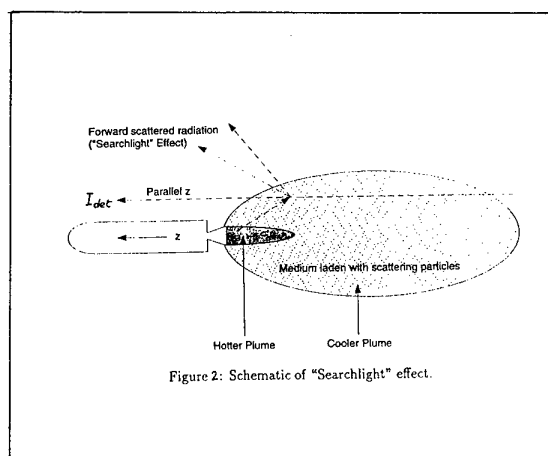 Forward scattered radiation
("Searchlight" Effect)
Parallel z
I_det
z
Medium laden with scattering particles
Hotter Plume
Cooler Plume
Figure 2: Schematic of "Searchlight" effect.